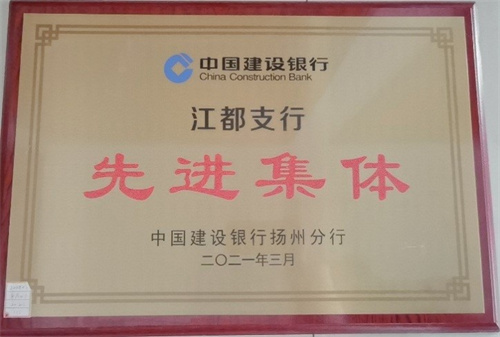 中国建设银行
China Construction Bank
江都支行
先进集体
中国建设银行扬州分行
二〇二一年三月